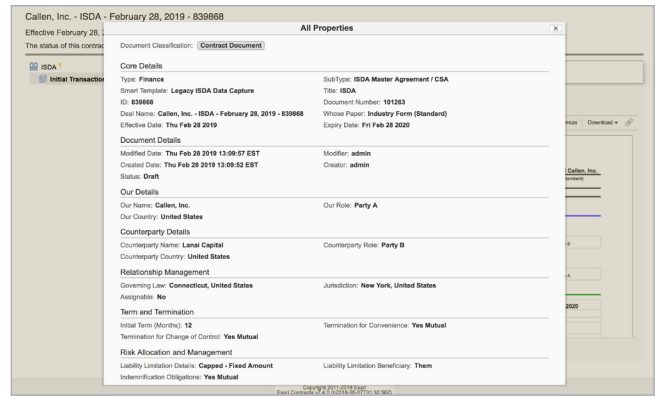 Callen, Inc. - ISDA - February 28, 2019 - 839868
Effective February 28, 2
The status of this contrac
ISDA
Initial Transaction
All Properties
Document Classification: Contract Document
Core Details
Type: Finance SubType: ISDA Master Agreement / CSA
Smart Template: Legacy ISDA Data Capture Title: ISDA
ID: 839868 Document Number: 101263
Deal Name: Callen, Inc. - ISDA - February 28, 2019 - 839868 Whose Paper: Industry Form (Standard)
Effective Date: Thu Feb 28 2019 Expiry Date: Fri Feb 28 2020
Document Details
Modified Date: Thu Feb 28 2019 13:09:57 EST Modifier: admin
Created Date: Thu Feb 28 2019 13:09:52 EST Creator: admin
Status: Draft
Our Details
Our Name: Callen, Inc. Our Role: Party A
Our Country: United States
Counterparty Details
Counterparty Name: Lanai Capital Counterparty Role: Party B
Counterparty Country: United States
Relationship Management
Governing Law: Connecticut, United States Jurisdiction: New York, United States
Assignable: No
Term and Termination
Initial Term (Months): 12 Termination for Convenience: Yes Mutual
Termination for Change of Control: Yes Mutual
Risk Allocation and Management
Liability Limitation Details: Capped - Fixed Amount Liability Limitation Beneficiary: Them
Indemnification Obligations: Yes Mutual
mize Download
Callen, Inc.
B
A
2020
Copyright 2011-2018 Exari